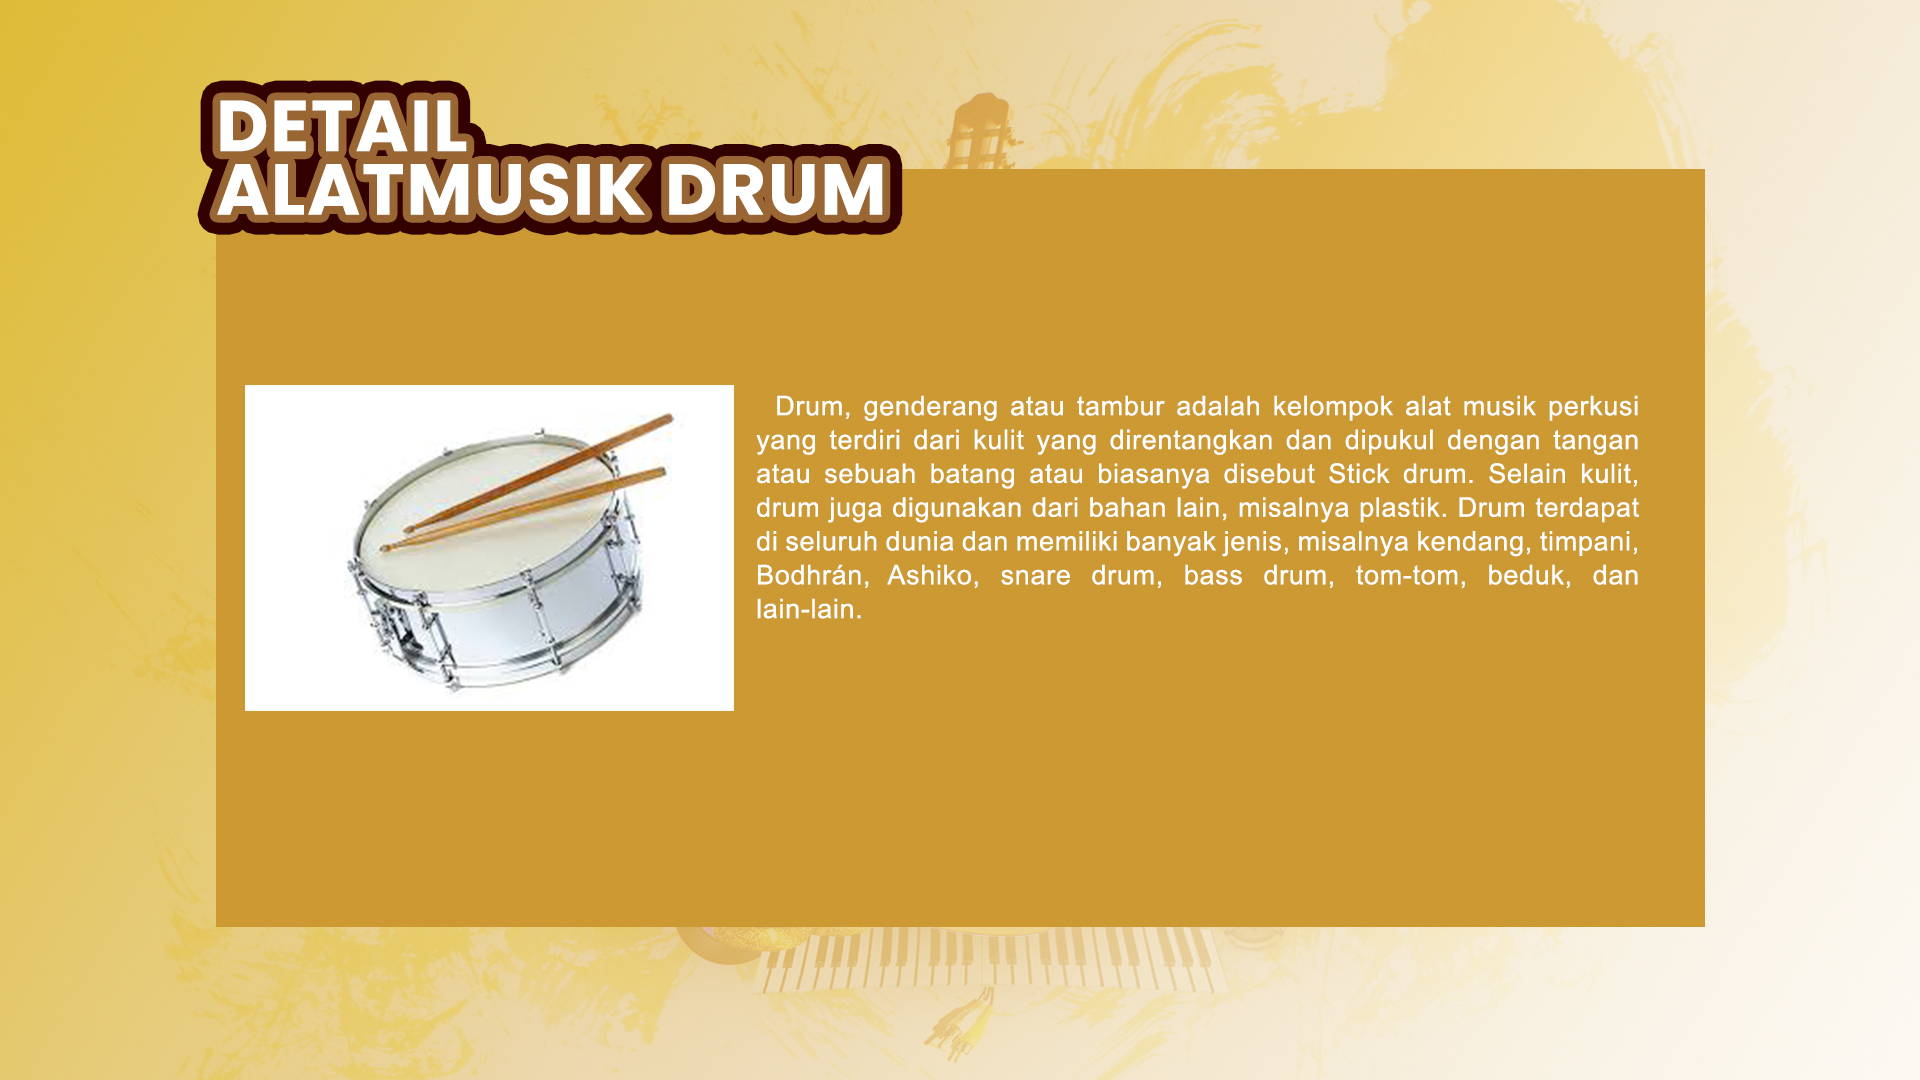 DETAIL
ALATMUSIK DRUM
Drum, genderang atau tambur adalah kelompok alat musik perkusi
yang terdiri dari kulit yang direntangkan dan dipukul dengan tangan
atau sebuah batang atau biasanya disebut Stick drum. Selain kulit,
drum juga digunakan dari bahan lain, misalnya plastik. Drum terdapat
di seluruh dunia dan memiliki banyak jenis, misalnya kendang, timpani,
Bodhrán, Ashiko, snare drum, bass drum, tom-tom, beduk, dan
lain-lain.